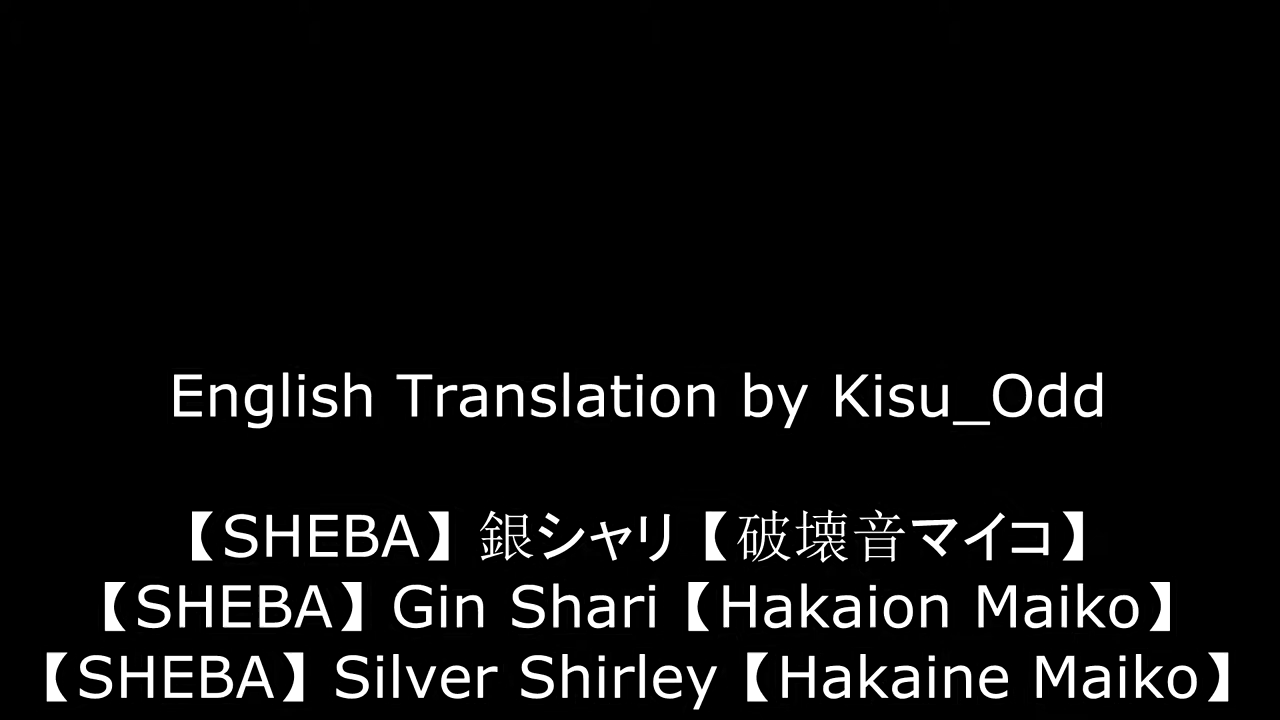 English Translation by Kisu_Odd
【SHEBA】銀シャリ【破壊音マイコ】
【SHEBA】Gin Shari【Hakaion Maiko】
【SHEBA】Silver Shirley【Hakaine Maiko】